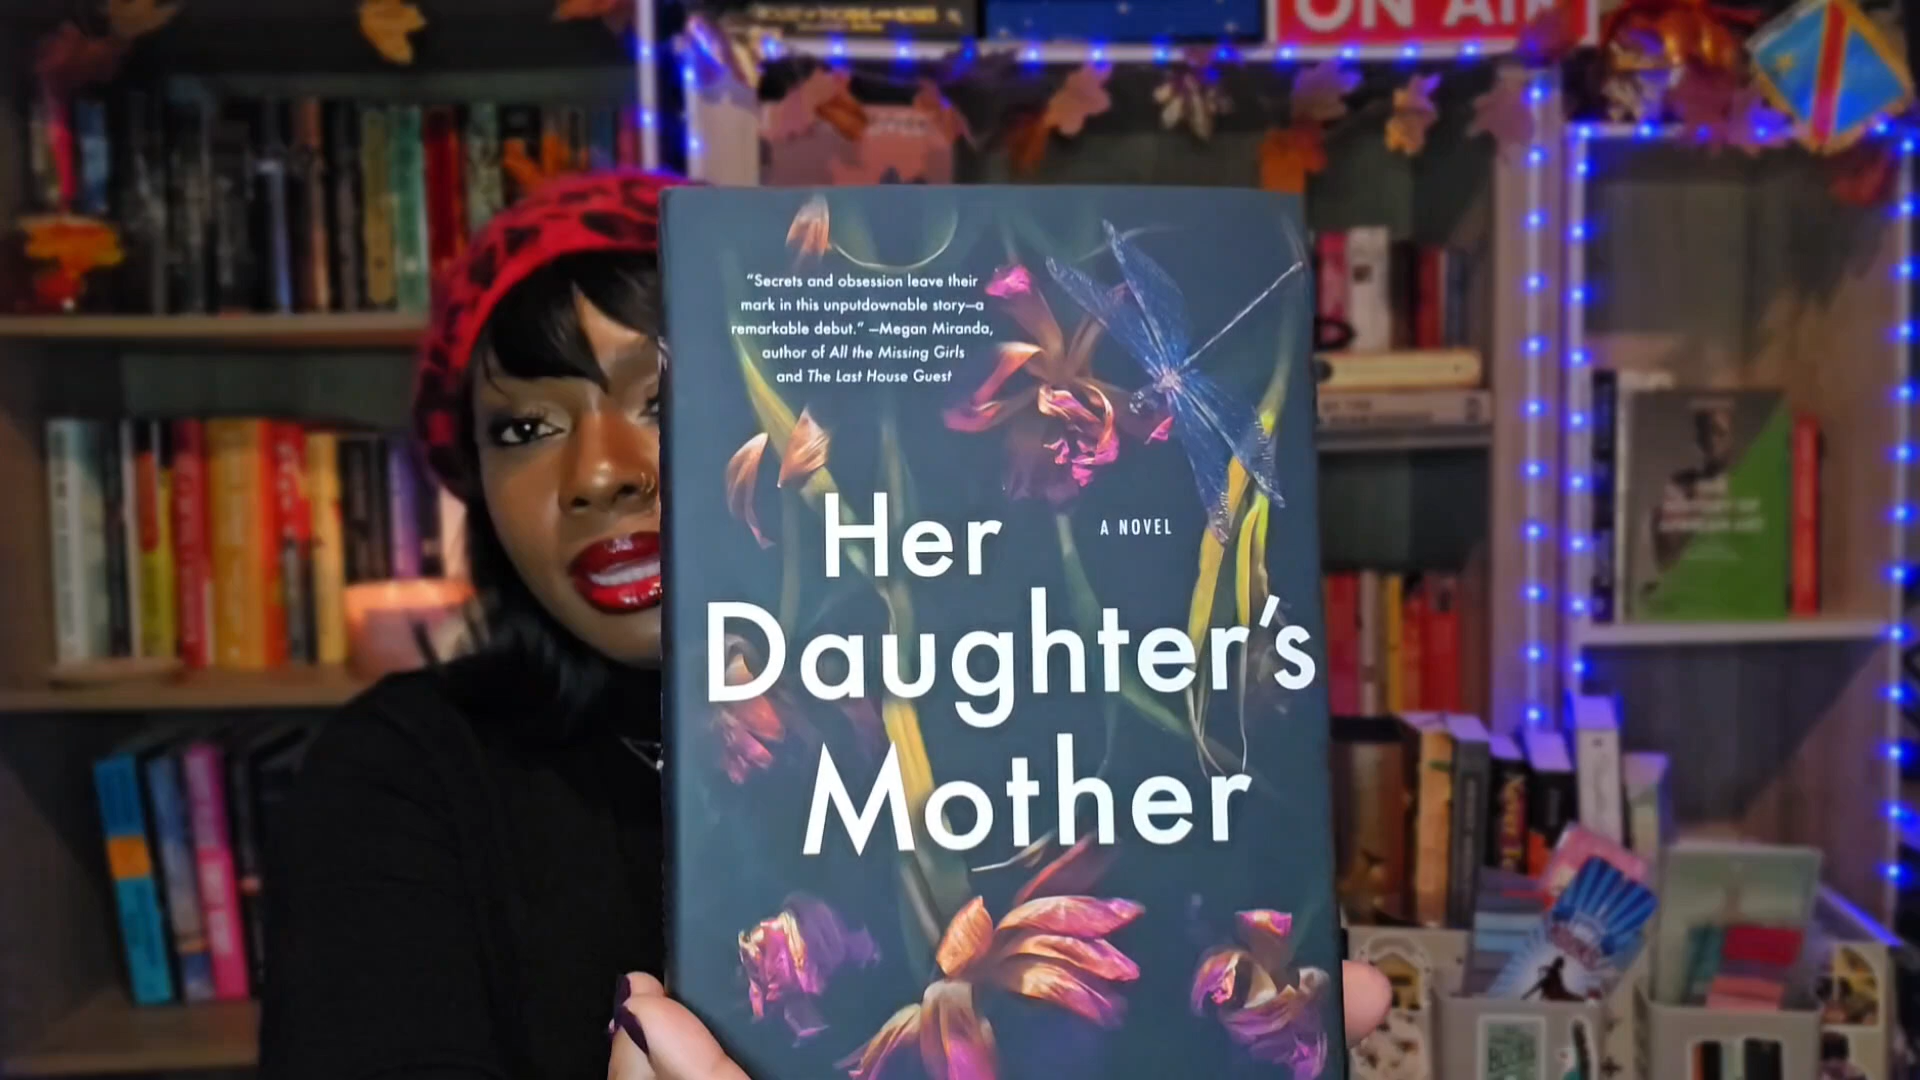 ON AIR
“Secrets and obsession leave their
mark in this unputdownable story—a
remarkable debut.” —Megan Miranda,
author of All the Missing Girls
and The Last House Guest
Her
A NOVEL
Daughter’s
Mother